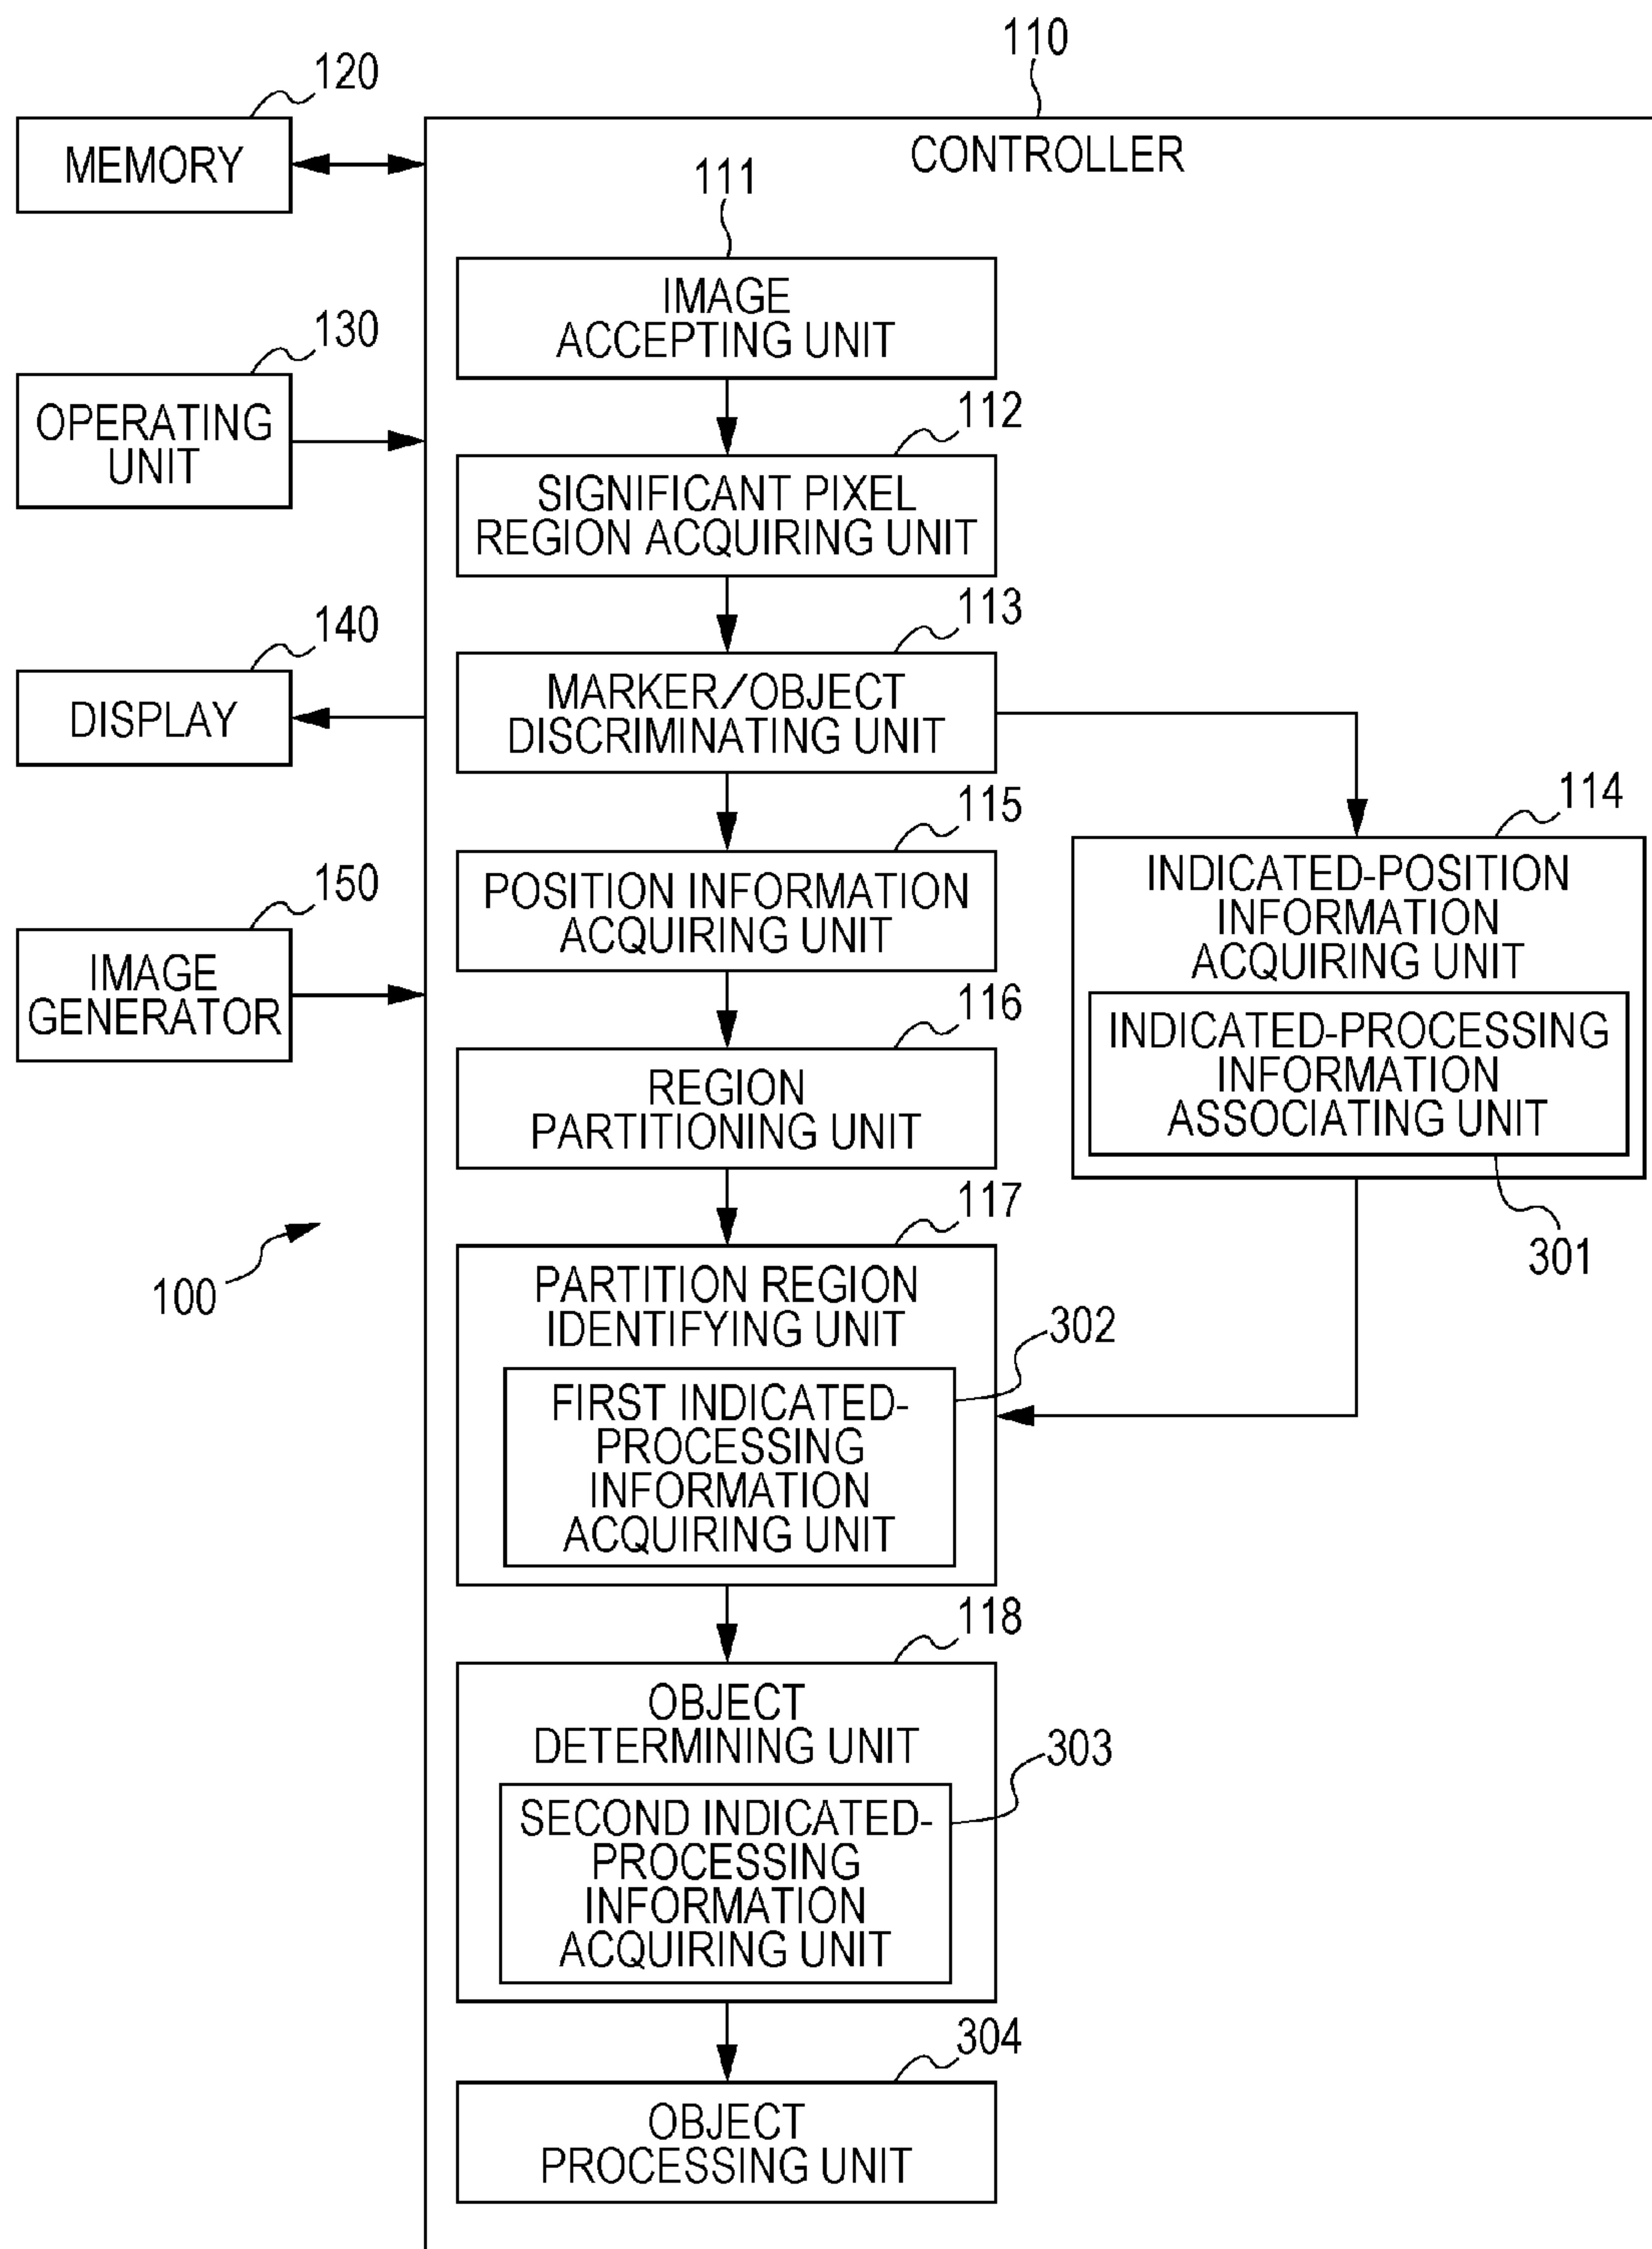 110
CONTROLLER
120
MEMORY
130
OPERATING
UNIT
140
DISPLAY
150
IMAGE
GENERATOR
100
111
IMAGE
ACCEPTING UNIT
112
SIGNIFICANT PIXEL
REGION ACQUIRING UNIT
113
MARKER/OBJECT
DISCRIMINATING UNIT
114
INDICATED-POSITION
INFORMATION
ACQUIRING UNIT
INDICATED-PROCESSING
INFORMATION
ASSOCIATING UNIT
301
115
POSITION INFORMATION
ACQUIRING UNIT
116
REGION
PARTITIONING UNIT
117
PARTITION REGION
IDENTIFYING UNIT
302
FIRST INDICATED-
PROCESSING
INFORMATION
ACQUIRING UNIT
118
OBJECT
DETERMINING UNIT
303
SECOND INDICATED-
PROCESSING
INFORMATION
ACQUIRING UNIT
304
OBJECT
PROCESSING UNIT